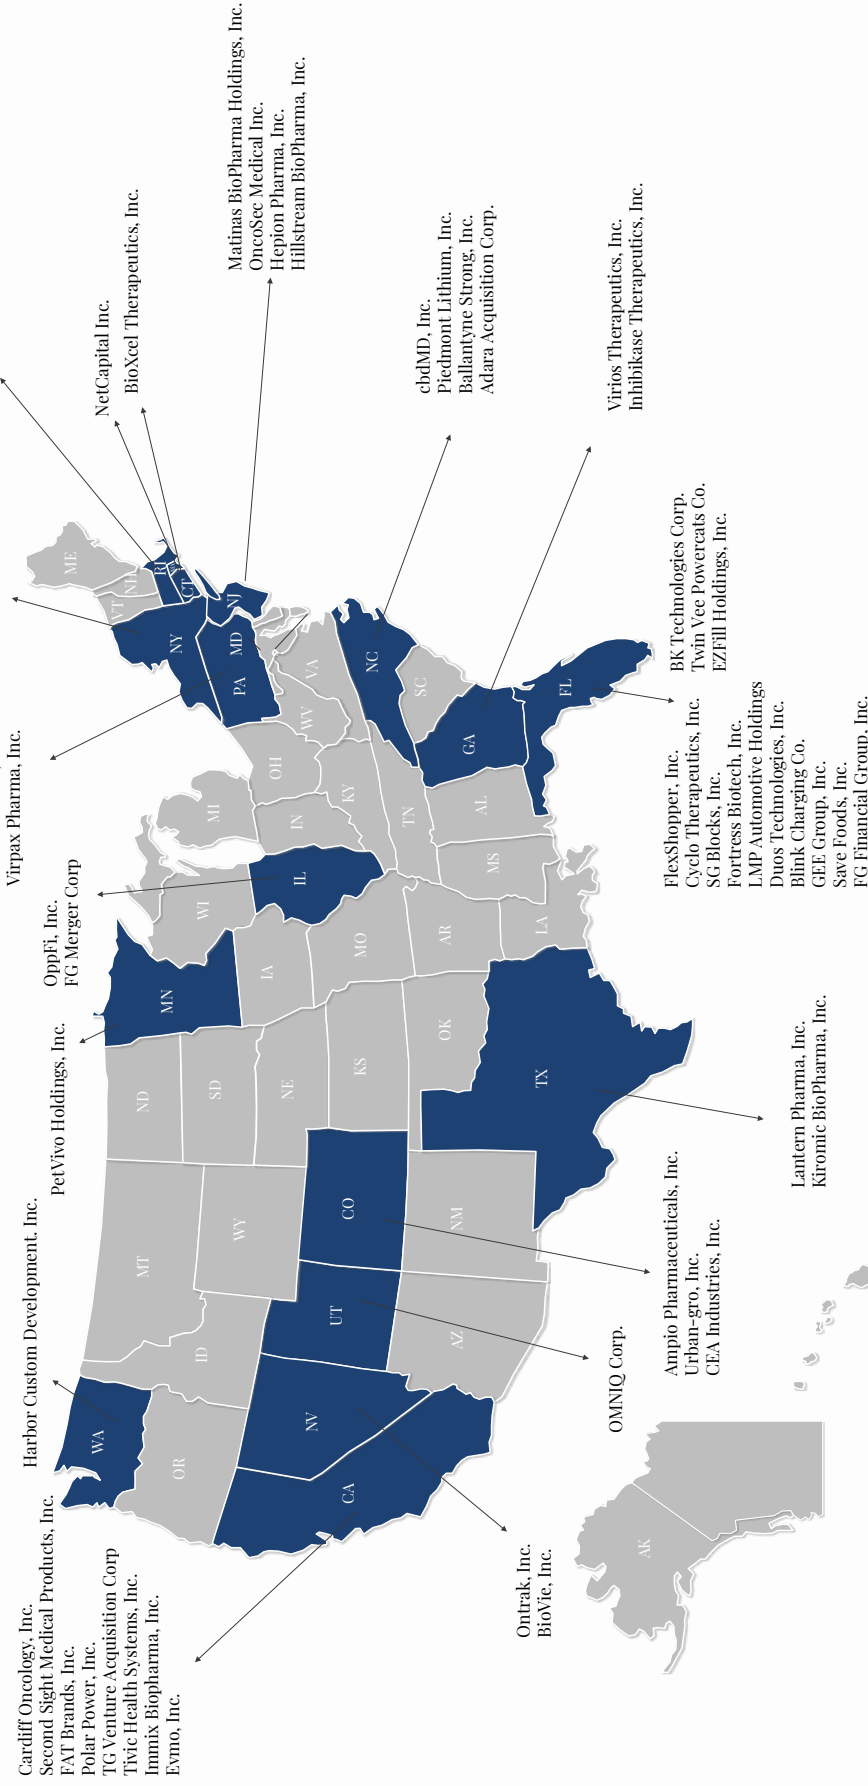 Cardiff Oncology, Inc.
Second Sight Medical Products, Inc.
FAT Brands, Inc.
Polar Power, Inc.
TG Venture Acquisition Corp
Tivic Health Systems, Inc.
Immix Biopharma, Inc.
Evmo, Inc.
Harbor Custom Development. Inc.
PetVivo Holdings, Inc.
OppFi, Inc.
FG Merger Corp
Virpax Pharma, Inc.
NetCapital Inc.
BioXcel Therapeutics, Inc.
Matinas BioPharma Holdings, Inc.
OncoSec Medical Inc.
Hepion Pharma, Inc.
Hillstream BioPharma, Inc.
cbdMD, Inc.
Piedmont Lithium, Inc.
Ballantyne Strong, Inc.
Adara Acquisition Corp.
Virios Therapeutics, Inc.
Inhibikase Therapeutics, Inc.
BK Technologies Corp.
Twin Vee Powercats Co.
EZFill Holdings, Inc.
FlexShopper, Inc.
Cyclo Therapeutics, Inc.
SG Blocks, Inc.
Fortress Biotech, Inc.
LMP Automotive Holdings
Duos Technologies, Inc.
Blink Charging Co.
GEE Group, Inc.
Save Foods, Inc.
FG Financial Group, Inc.
Lantern Pharma, Inc.
Kiromic BioPharma, Inc.
Ampio Pharmaceuticals, Inc.
Urban-gro, Inc.
CEA Industries, Inc.
OMNIQ Corp.
Ontrak, Inc.
BioVie, Inc.
WA
OR
CA
NV
ID
MT
WY
UT
AZ
CO
NM
ND
SD
NE
KS
OK
TX
MN
IA
MO
AR
LA
WI
IL
MS
MI
IN
KY
TN
AL
OH
WV
VA
NC
SC
GA
FL
PA
MD
NY
NJ
CT
RI
VT
NH
ME
AK